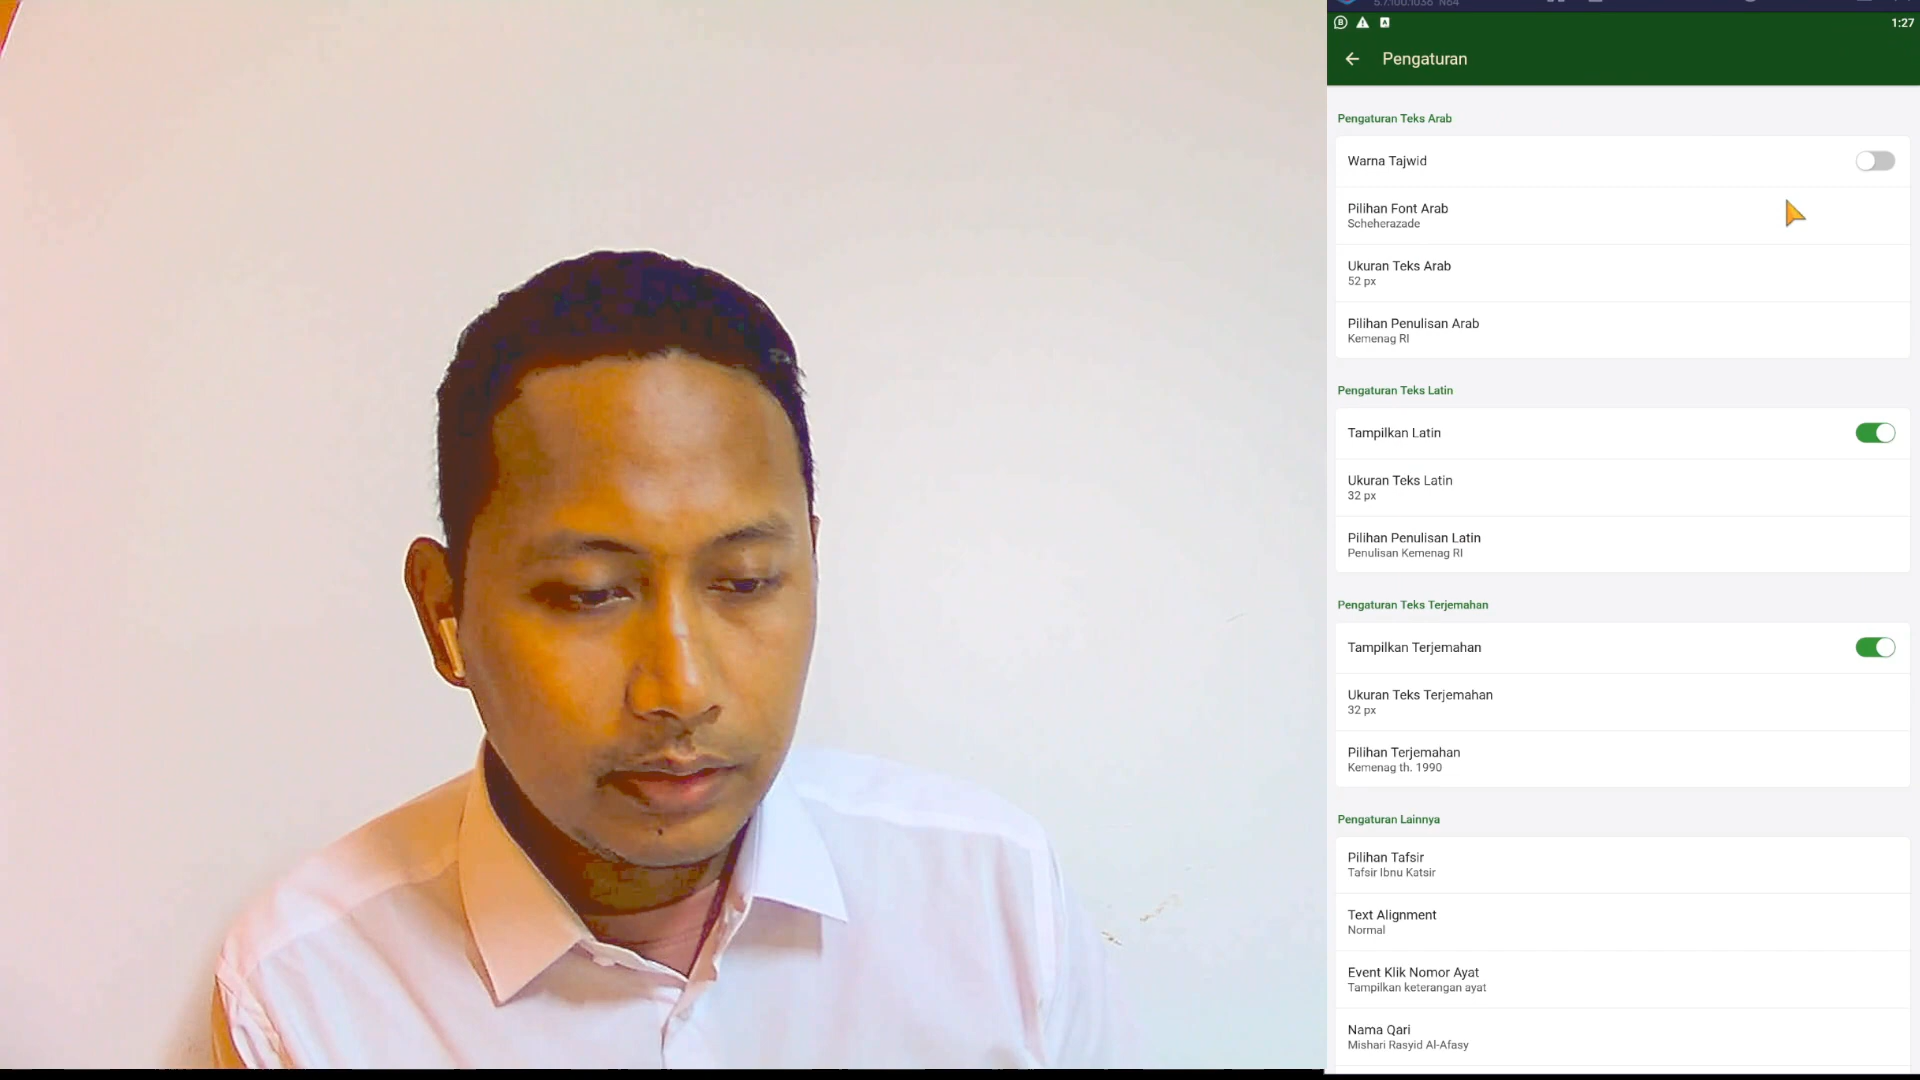 1:27
Pengaturan
Pengaturan Teks Arab
Warna Tajwid
Pilihan Font Arab
Scheherazade
Ukuran Teks Arab
52 px
Pilihan Penulisan Arab
Kemenag RI
Pengaturan Teks Latin
Tampilkan Latin
Ukuran Teks Latin
32 px
Pilihan Penulisan Latin
Penulisan Kemenag RI
Pengaturan Teks Terjemahan
Tampilkan Terjemahan
Ukuran Teks Terjemahan
32 px
Pilihan Terjemahan
Kemenag th. 1990
Pengaturan Lainnya
Pilihan Tafsir
Tafsir Ibnu Katsir
Text Alignment
Normal
Event Klik Nomor Ayat
Tampilkan keterangan ayat
Nama Qari
Mishari Rasyid Al-Afasy